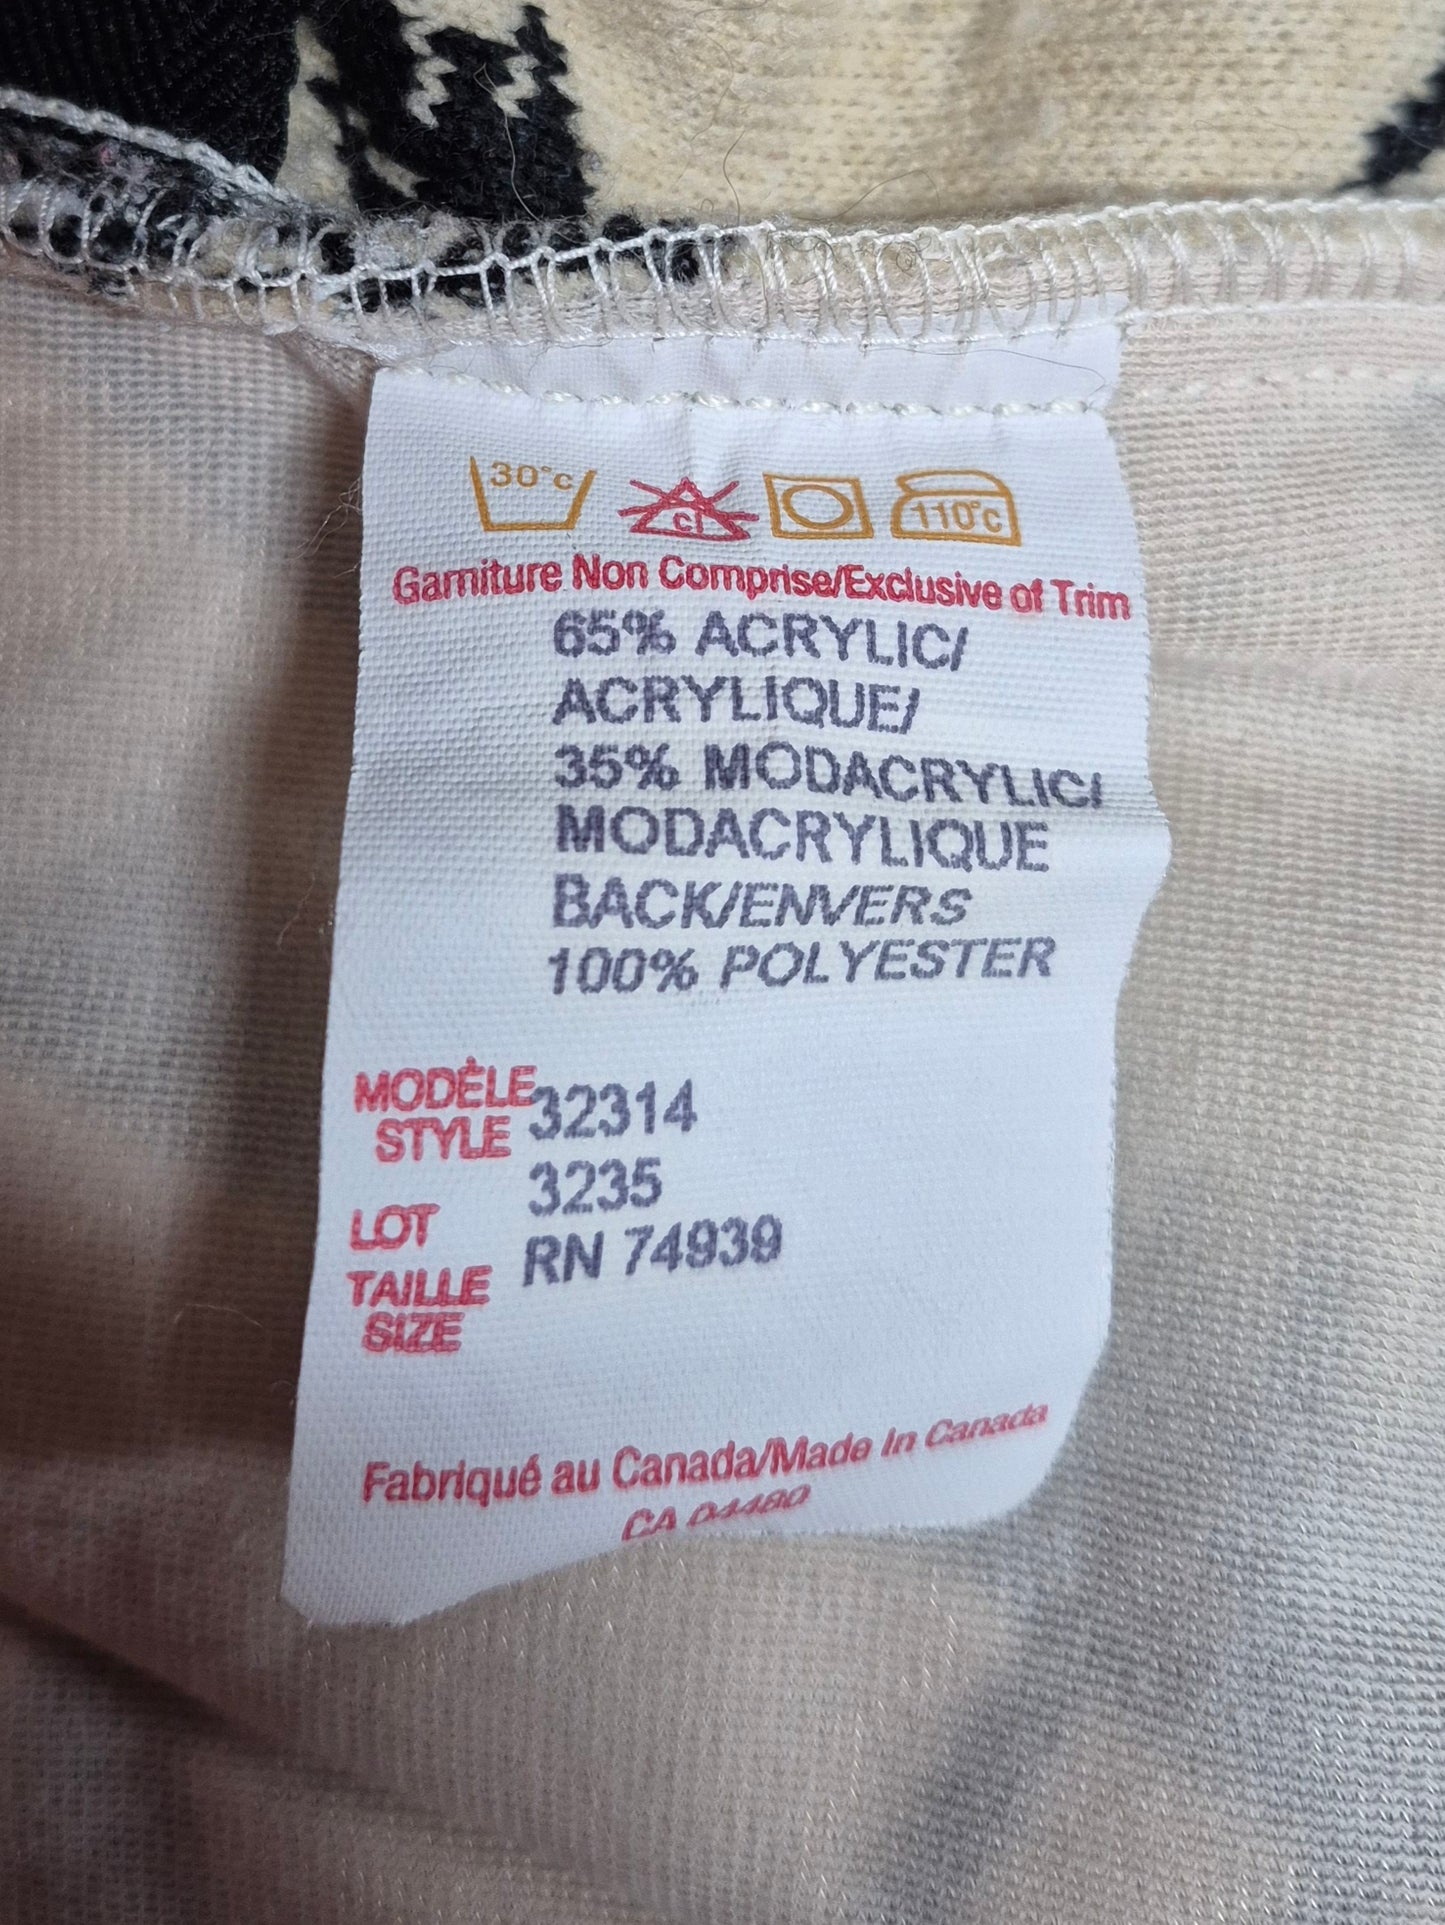 30°c cl 110°c
Garniture Non Comprise/Exclusive of Trim
65% ACRYLIC/
ACRYLIQUE/
35% MODACRYLIC/
MODACRYLIQUE
BACK/ENVERS
100% POLYESTER
MODÈLE
STYLE 32314
3235
LOT
RN 74939
TAILLE
SIZE
Fabriqué au Canada/Made In Canada
CA 04480